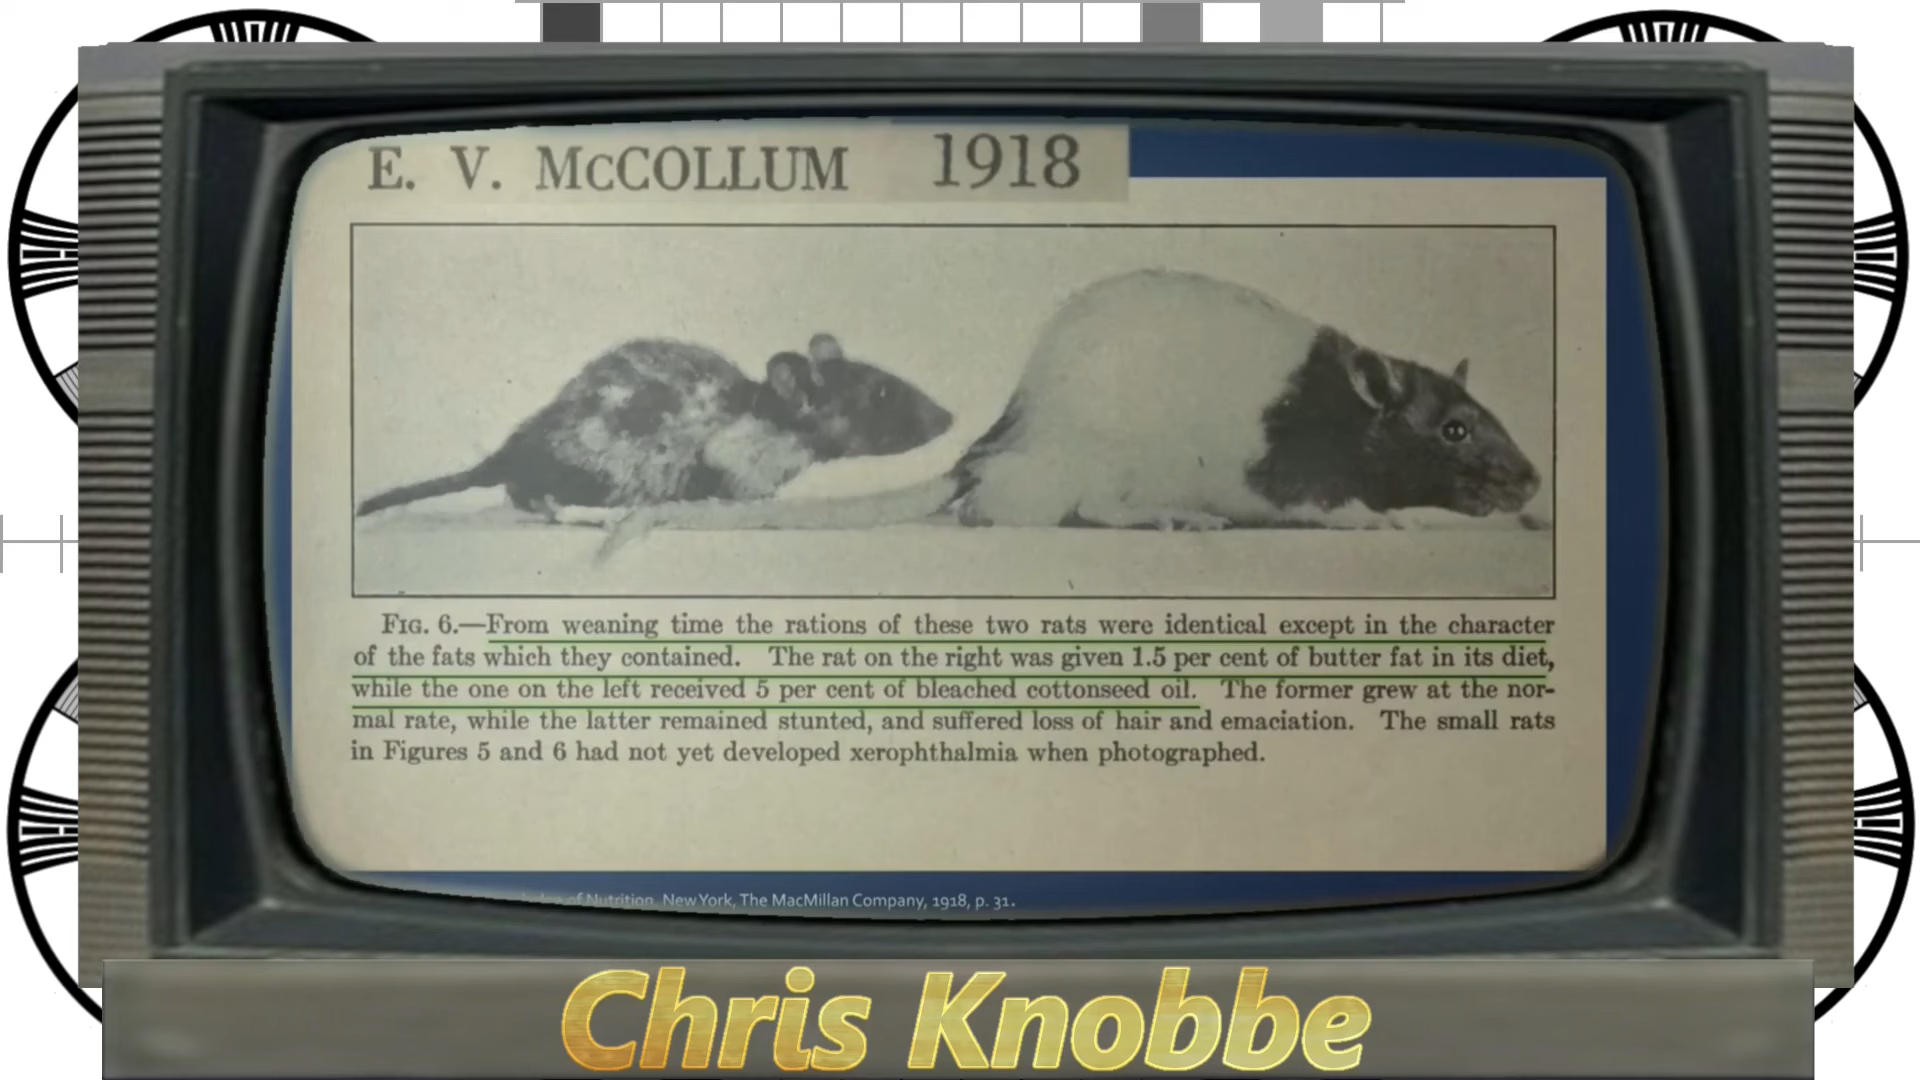 E. V. McCOLLUM 1918
FIG. 6.—From weaning time the rations of these two rats were identical except in the character
of the fats which they contained. The rat on the right was given 1.5 per cent of butter fat in its diet,
while the one on the left received 5 per cent of bleached cottonseed oil. The former grew at the nor-
mal rate, while the latter remained stunted, and suffered loss of hair and emaciation. The small rats
in Figures 5 and 6 had not yet developed xerophthalmia when photographed.
of Nutrition. New York, The MacMillan Company, 1918, p. 31.
Chris Knobbe